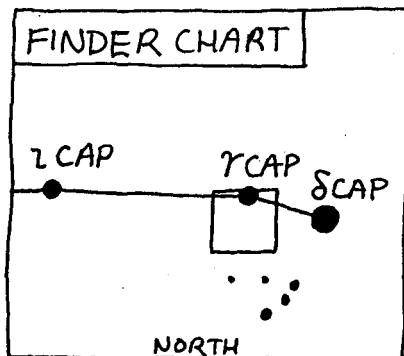 FINDER CHART
ι CAP
γ CAP
δ CAP
NORTH